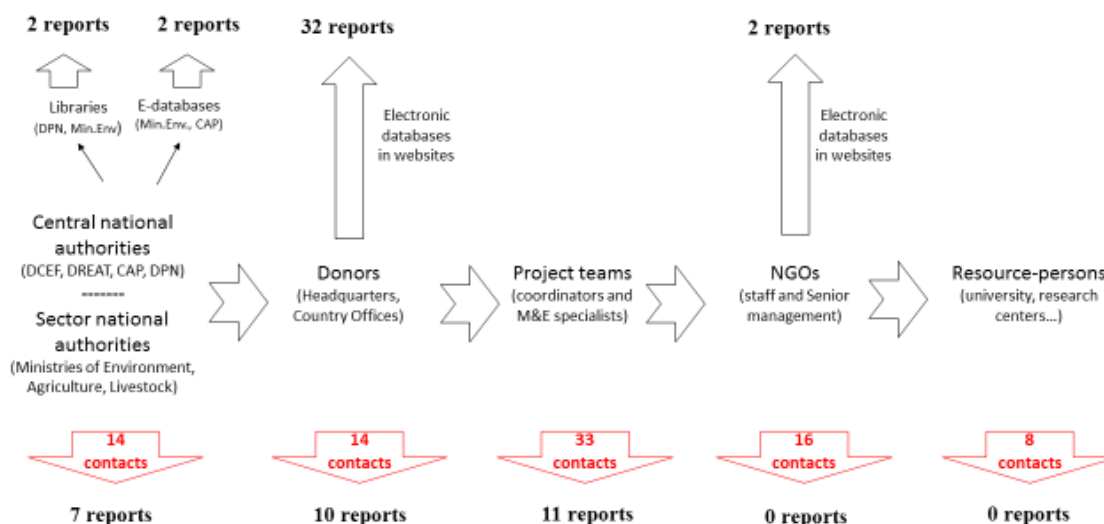 2 reports
2 reports
32 reports
2 reports
Libraries
(DPN, Min.Env)
E-databases
(Min.Env., CAP)
Electronic
databases
in websites
Electronic
databases
in websites
Central national
authorities
(DCEF, DREAT, CAP, DPN)
-------
Sector national
authorities
(Ministries of Environment,
Agriculture, Livestock)
Donors
(Headquarters,
Country Offices)
Project teams
(coordinators and
M&E specialists)
NGOs
(staff and Senior
management)
Resource-persons
(university, research
centers...)
14
contacts
14
contacts
33
contacts
16
contacts
8
contacts
7 reports
10 reports
11 reports
0 reports
0 reports